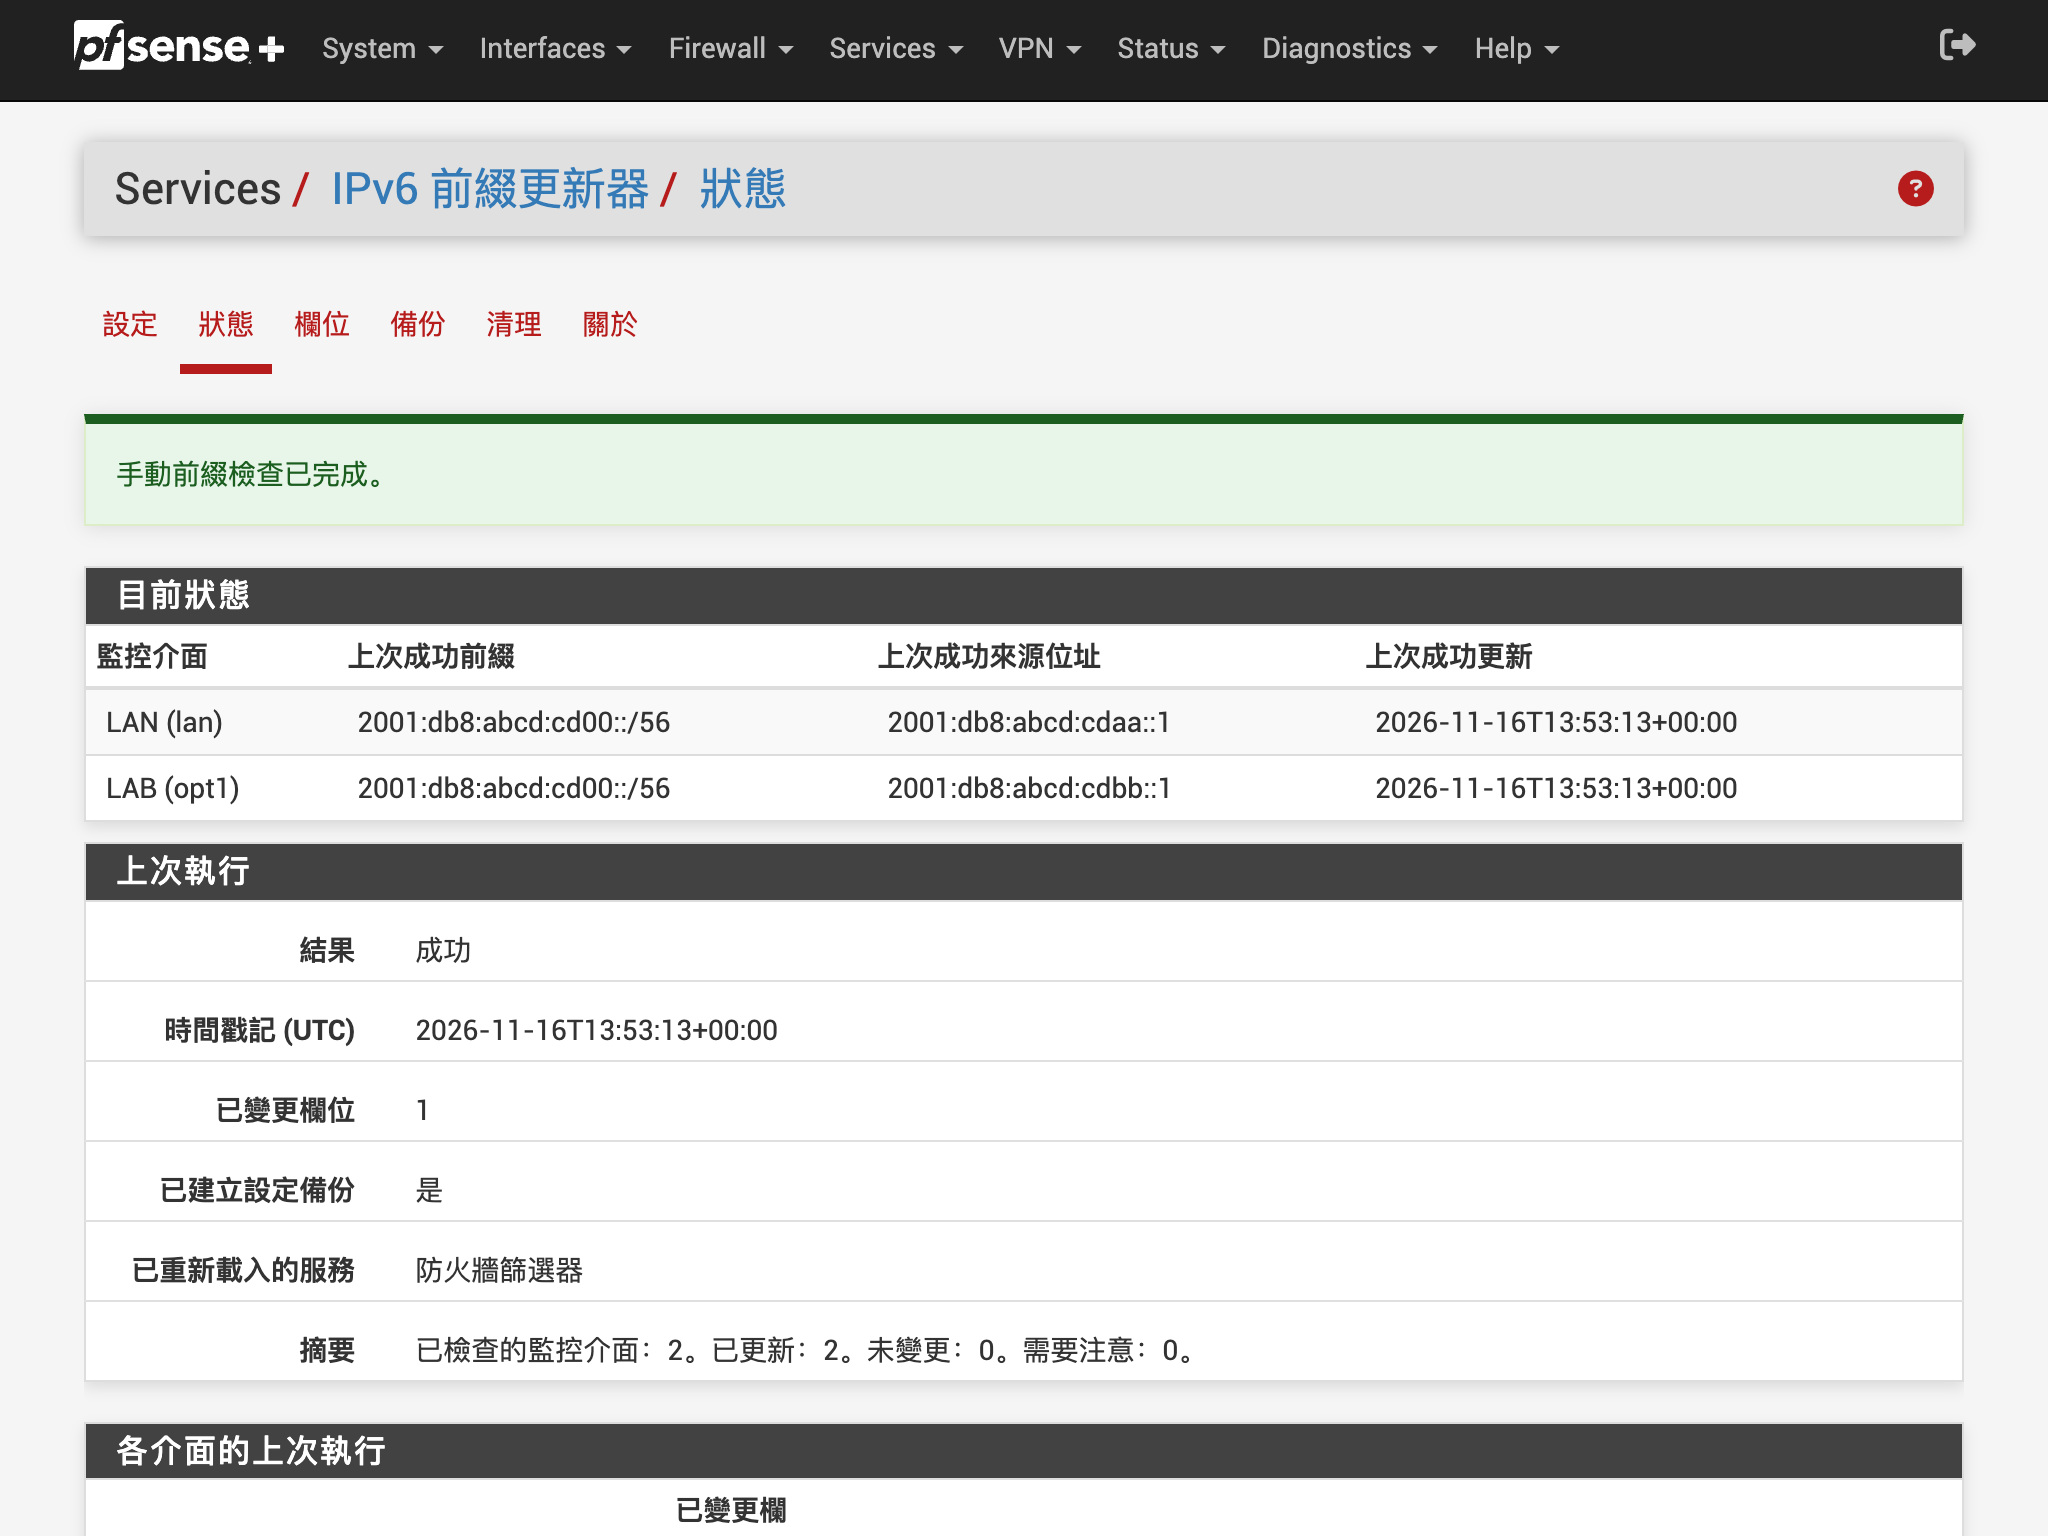 pfsense+ System Interfaces Firewall Services VPN Status Diagnostics Help
Services / IPv6 前綴更新器 / 狀態
設定 狀態 欄位 備份 清理 關於
手動前綴檢查已完成。
目前狀態
監控介面 上次成功前綴 上次成功來源位址 上次成功更新
LAN (lan) 2001:db8:abcd:cd00::/56 2001:db8:abcd:cdaa::1 2026-11-16T13:53:13+00:00
LAB (opt1) 2001:db8:abcd:cd00::/56 2001:db8:abcd:cdbb::1 2026-11-16T13:53:13+00:00
上次執行
結果 成功
時間戳記 (UTC) 2026-11-16T13:53:13+00:00
已變更欄位 1
已建立設定備份 是
已重新載入的服務 防火牆篩選器
摘要 已檢查的監控介面：2。已更新：2。未變更：0。需要注意：0。
各介面的上次執行
已變更欄